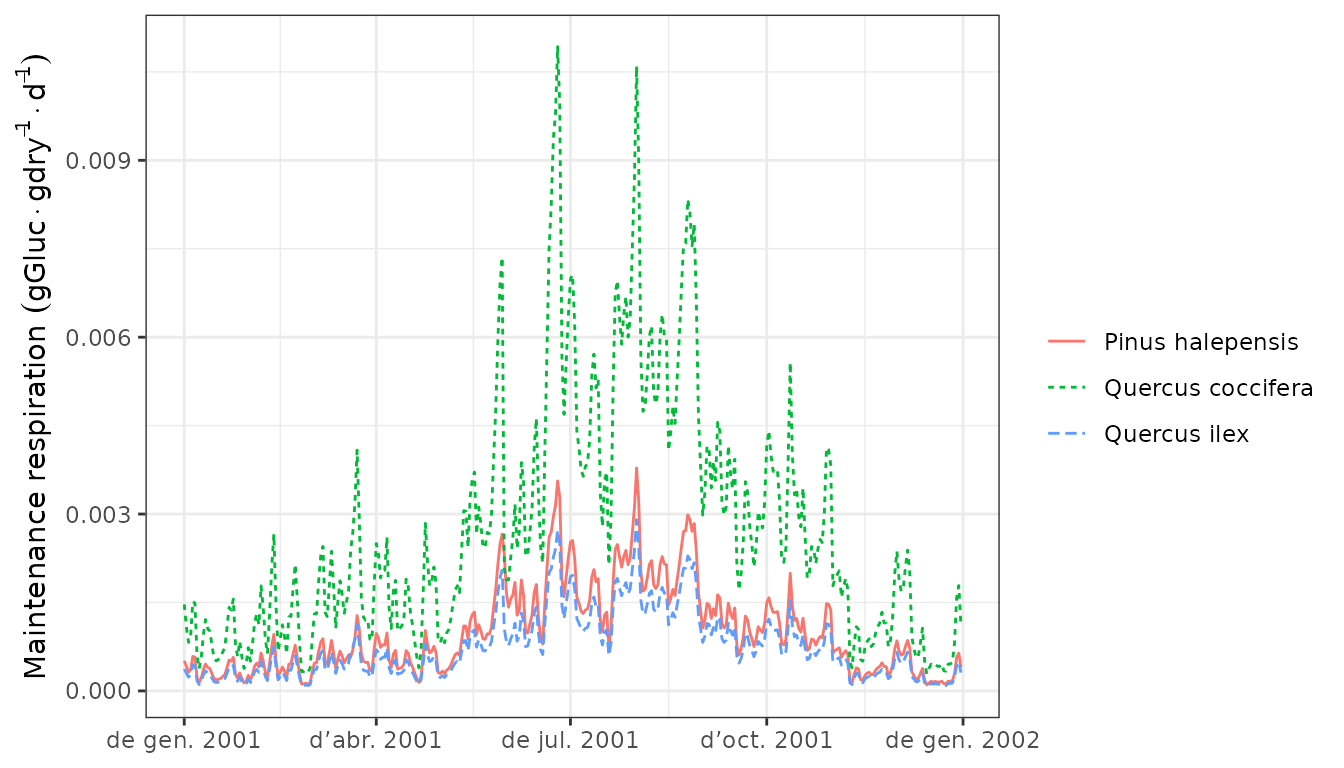 Maintenance respiration (gGluc · gdry⁻¹ · d⁻¹)
0.009
0.006
0.003
0.000
de gen. 2001
d’abr. 2001
de jul. 2001
d’oct. 2001
de gen. 2002
Pinus halepensis
Quercus coccifera
Quercus ilex